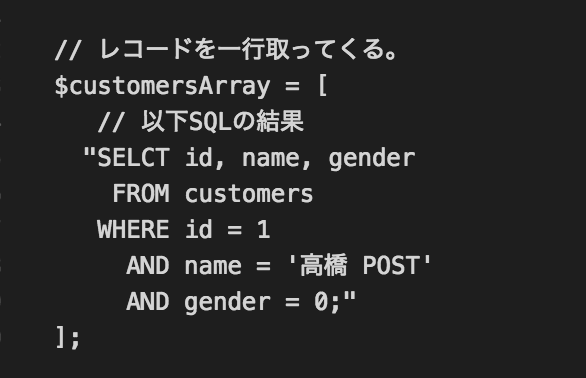 // レコードを一行取ってくる。
$customersArray = [
// 以下SQLの結果
"SELCT id, name, gender
FROM customers
WHERE id = 1
AND name = '高橋 POST'
AND gender = 0;"
];